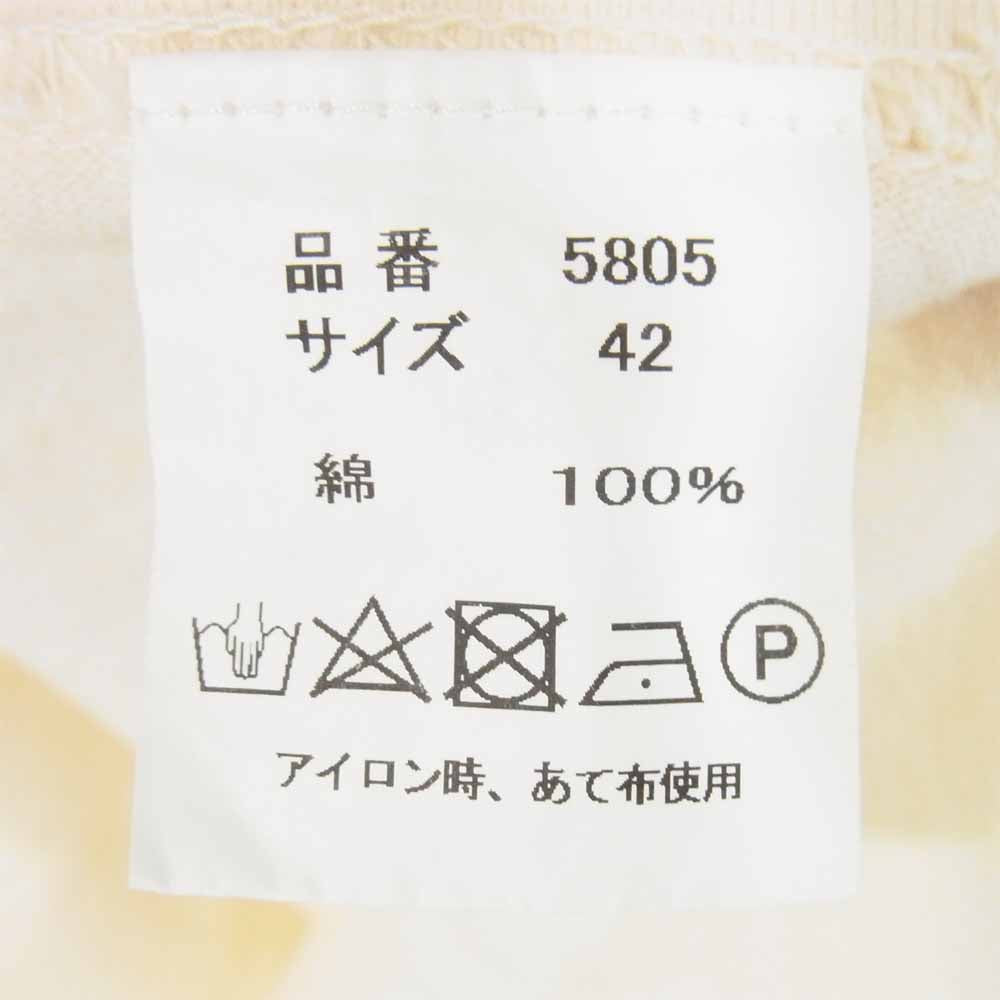 品番 5805
サイズ 42
綿 100%
P
アイロン時、あて布使用